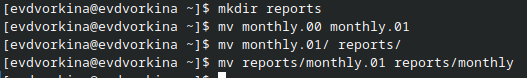 [evdvorkina@evdvorkina ~]$ mkdir reports
[evdvorkina@evdvorkina ~]$ mv monthly.00 monthly.01
[evdvorkina@evdvorkina ~]$ mv monthly.01/ reports/
[evdvorkina@evdvorkina ~]$ mv reports/monthly.01 reports/monthly